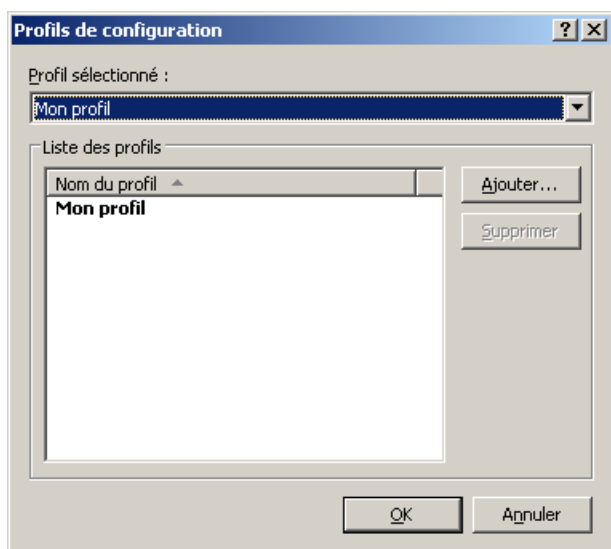 Profils de configuration
Profil sélectionné :
Mon profil
Liste des profils
Nom du profil
Ajouter...
Mon profil
Supprimer
OK
Annuler